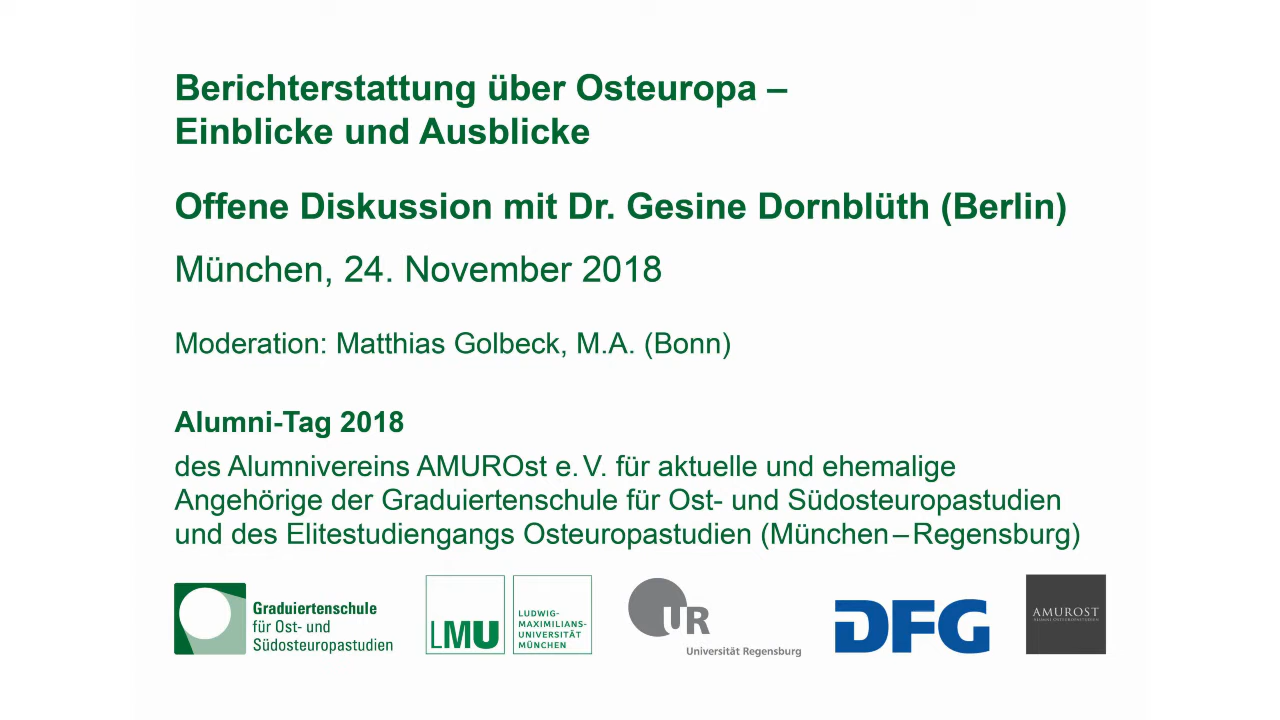 Berichterstattung über Osteuropa –
Einblicke und Ausblicke
Offene Diskussion mit Dr. Gesine Dornblüth (Berlin)
München, 24. November 2018
Moderation: Matthias Golbeck, M.A. (Bonn)
Alumni-Tag 2018
des Alumnivereins AMUROst e. V. für aktuelle und ehemalige
Angehörige der Graduiertenschule für Ost- und Südosteuropastudien
und des Elitestudiengangs Osteuropastudien (München – Regensburg)
Graduiertenschule
für Ost- und
Südosteuropastudien
LMU
LUDWIG-
MAXIMILIANS-
UNIVERSITÄT
MÜNCHEN
UR
Universität Regensburg
DFG
AMUROST
ALUMNI OSTEUROPASTUDIEN